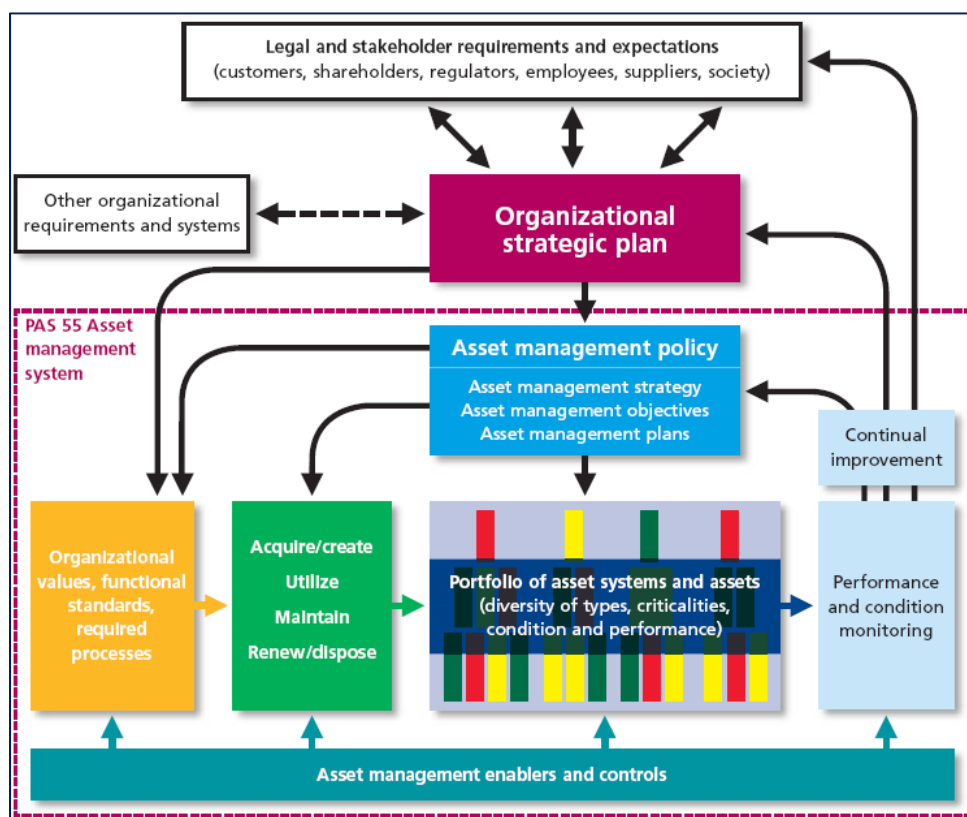 Legal and stakeholder requirements and expectations
(customers, shareholders, regulators, employees, suppliers, society)
Other organizational
requirements and systems
Organizational
strategic plan
PAS 55 Asset
management
system
Asset management policy
Asset management strategy
Asset management objectives
Asset management plans
Continual
improvement
Organizational
values, functional
standards,
required
processes
Acquire/create
Utilize
Maintain
Renew/dispose
Portfolio of asset systems and assets
(diversity of types, criticalities,
condition and performance)
Performance
and condition
monitoring
Asset management enablers and controls